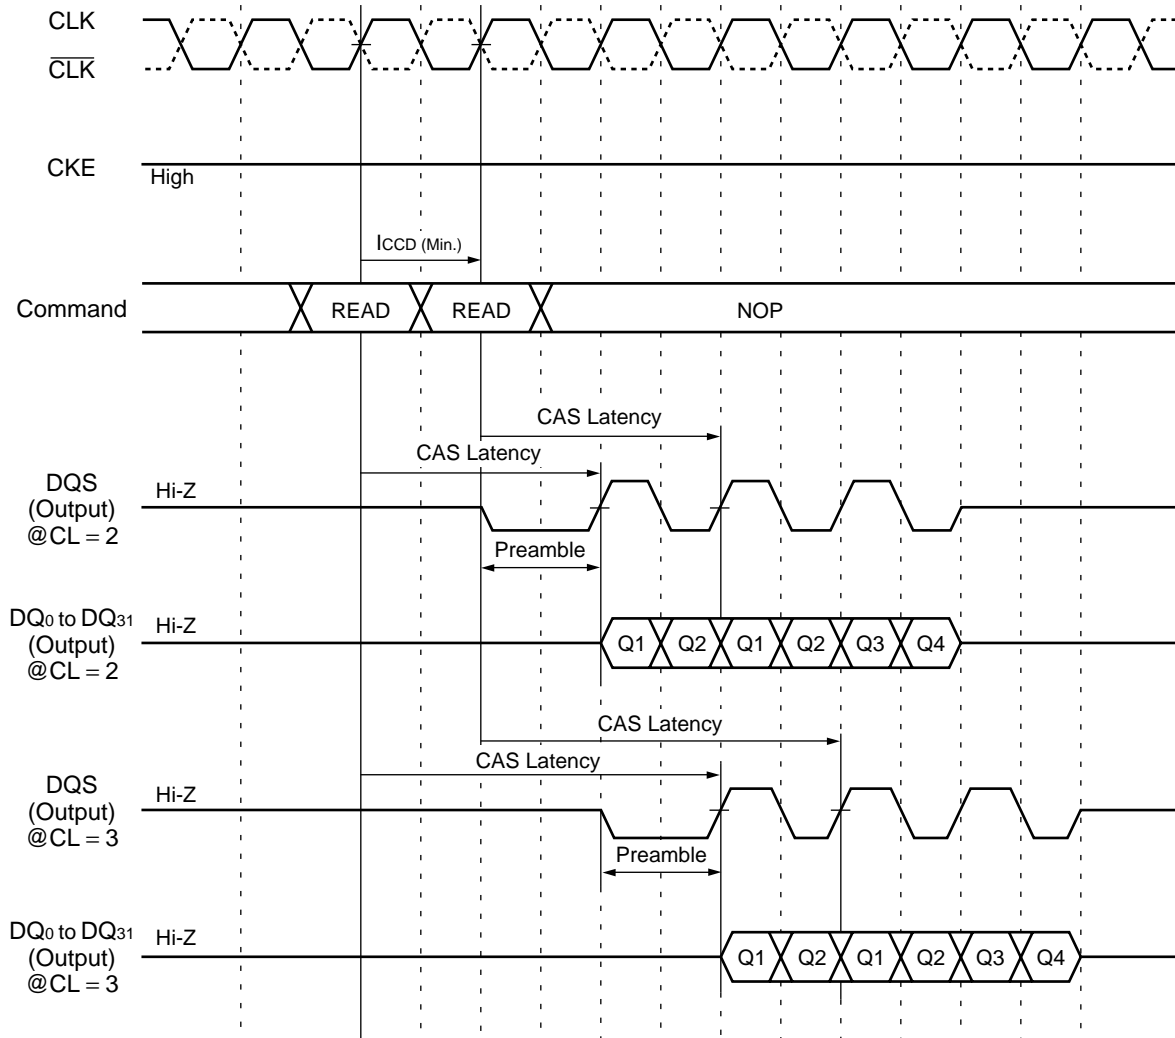 CLK
CLK
CKE
High
ICCD (Min.)
Command
READ
READ
NOP
CAS Latency
CAS Latency
DQS
(Output)
@CL = 2
Hi-Z
Preamble
DQ0 to DQ31
(Output)
@CL = 2
Hi-Z
Q1 Q2 Q1 Q2 Q3 Q4
CAS Latency
CAS Latency
DQS
(Output)
@CL = 3
Hi-Z
Preamble
DQ0 to DQ31
(Output)
@CL = 3
Hi-Z
Q1 Q2 Q1 Q2 Q3 Q4